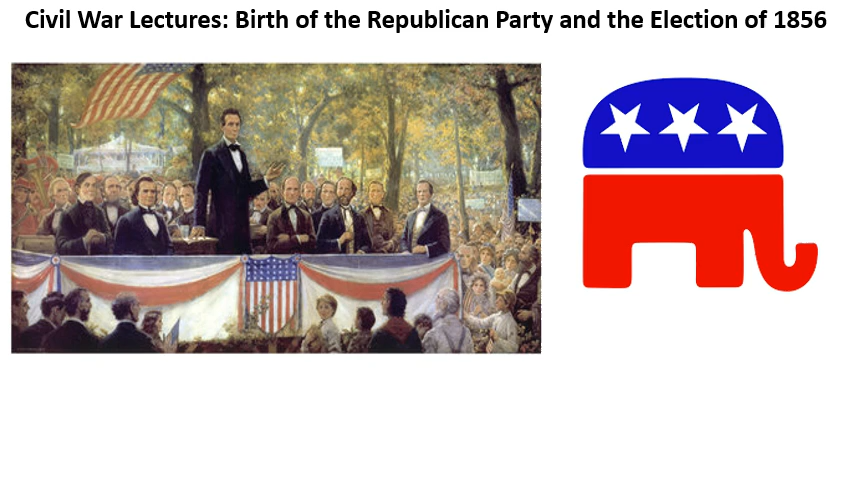 Civil War Lectures: Birth of the Republican Party and the Election of 1856